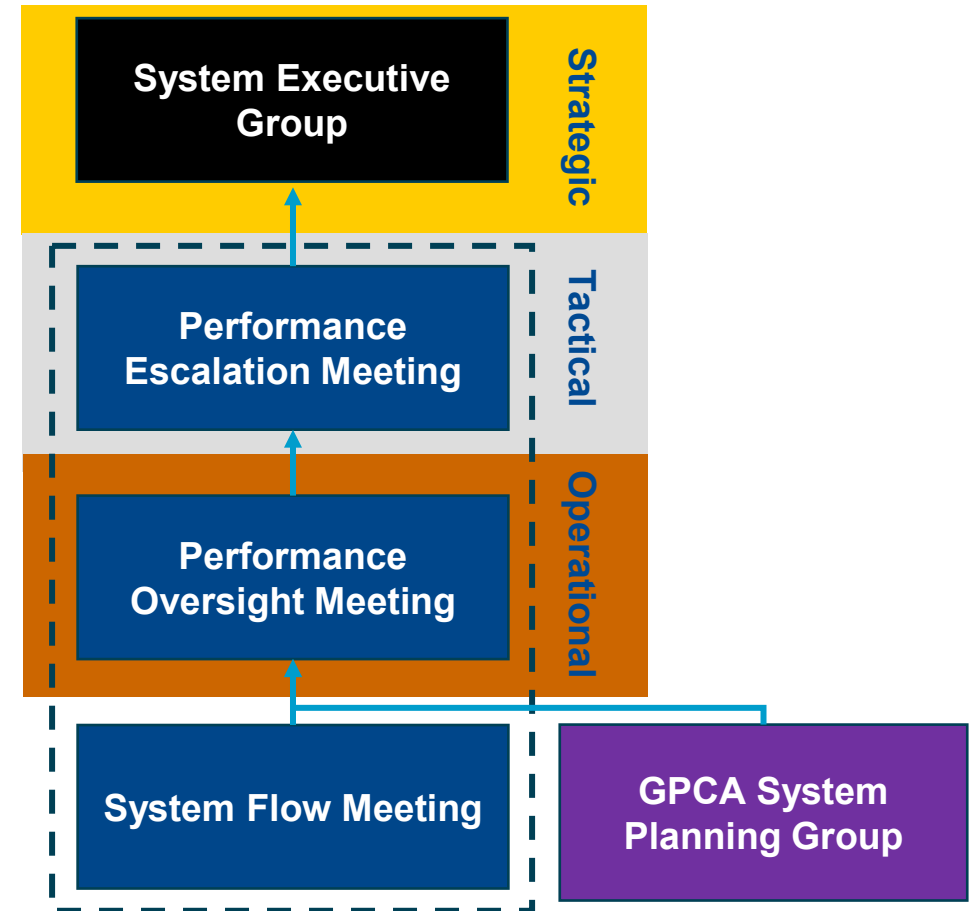 System Executive
Group
Strategic
Performance
Escalation Meeting
Tactical
Performance
Oversight Meeting
Operational
System Flow Meeting
GPCA System
Planning Group